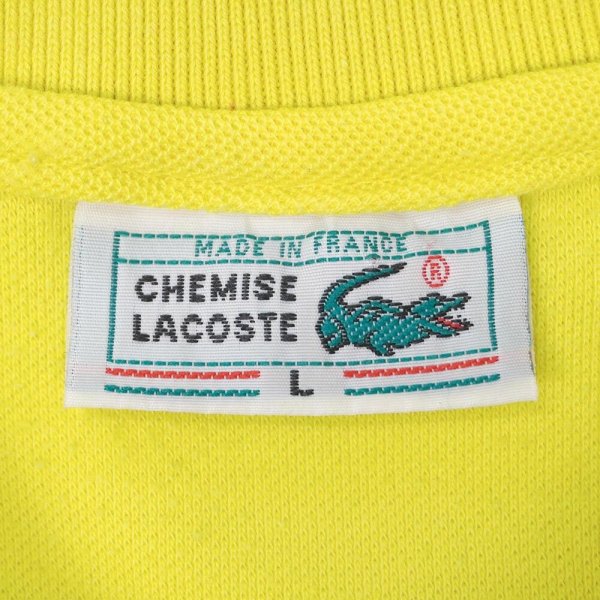 MADE IN FRANCE
CHEMISE
LACOSTE
®
L